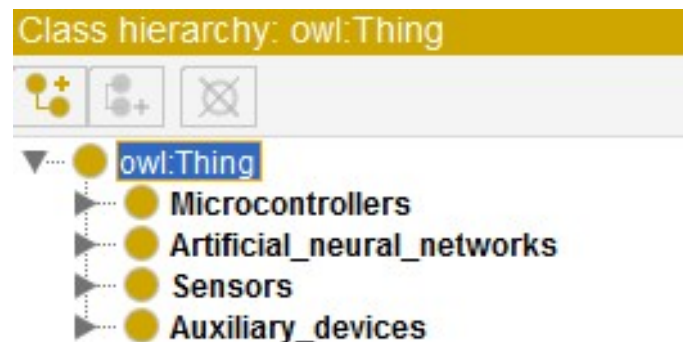 Class hierarchy: owl:Thing
owl:Thing
Microcontrollers
Artificial_neural_networks
Sensors
Auxiliary_devices